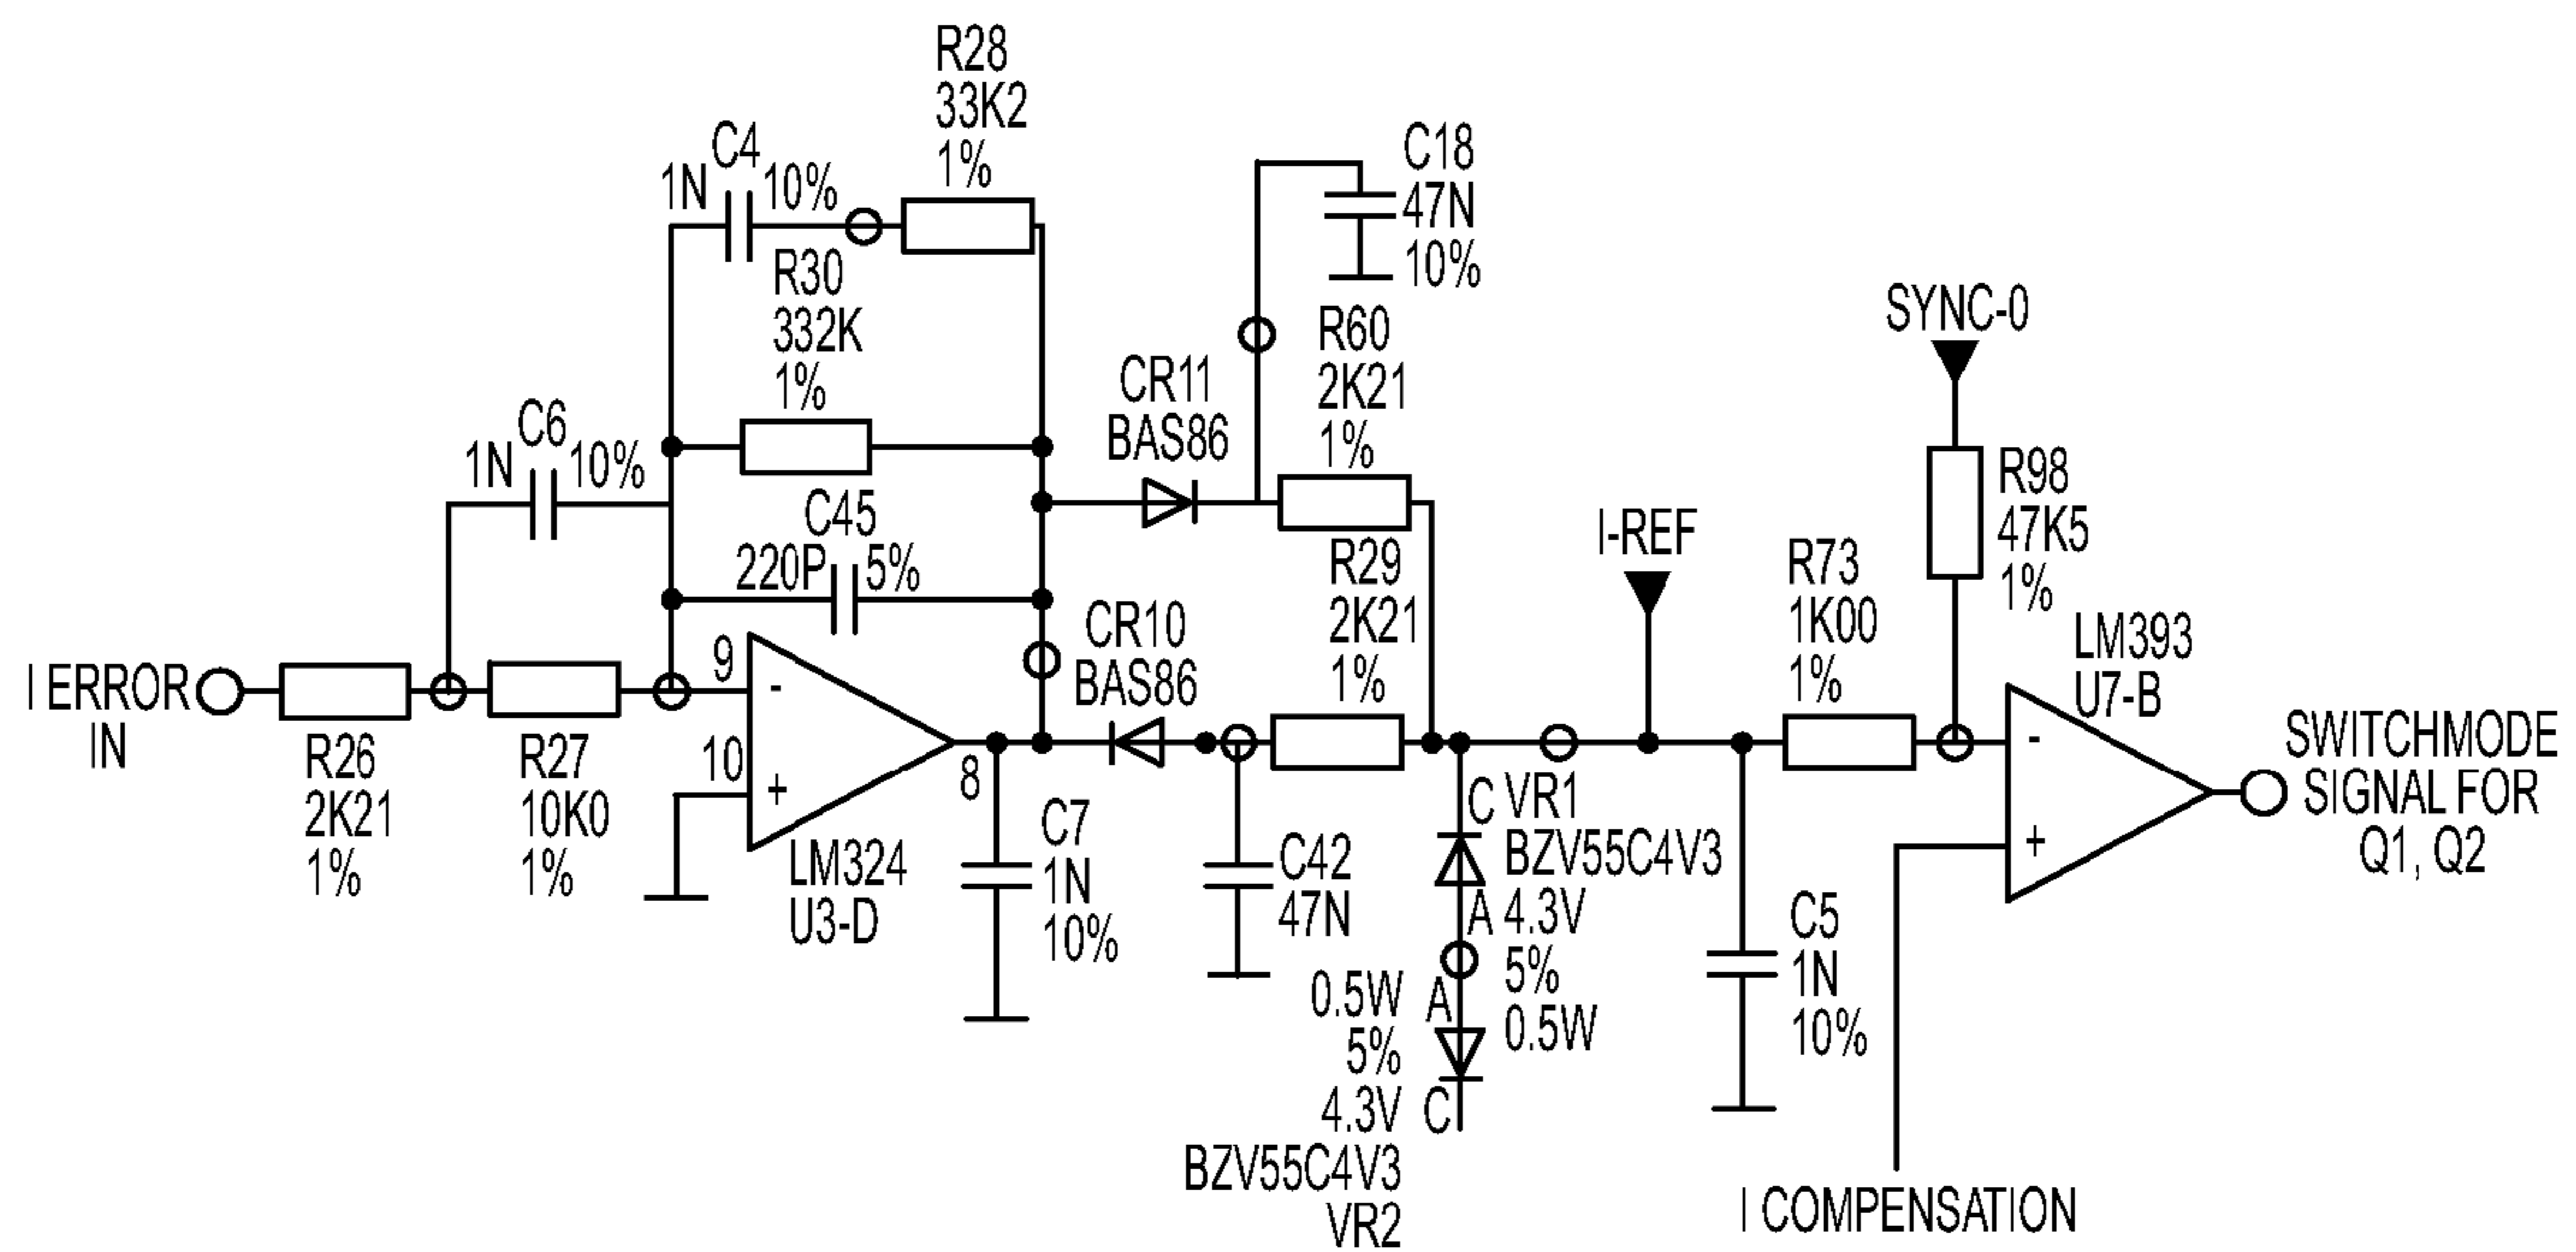 R28
33K2
1%
C4
1N
10%
R30
332K
1%
C18
47N
10%
SYNC-0
R60
2K21
1%
CR11
BAS86
C6
1N
10%
R98
47K5
1%
C45
220P
5%
I-REF
R29
2K21
1%
R73
1K00
1%
CR10
BAS86
LM393
U7-B
I ERROR
IN
R26
2K21
1%
R27
10K0
1%
9
-
10
+
8
LM324
U3-D
C7
1N
10%
C42
47N
C
VR1
BZV55C4V3
A
4.3V
5%
0.5W
0.5W
A
5%
4.3V
C
BZV55C4V3
VR2
C5
1N
10%
-
+
SWITCHMODE
SIGNAL FOR
Q1, Q2
I COMPENSATION